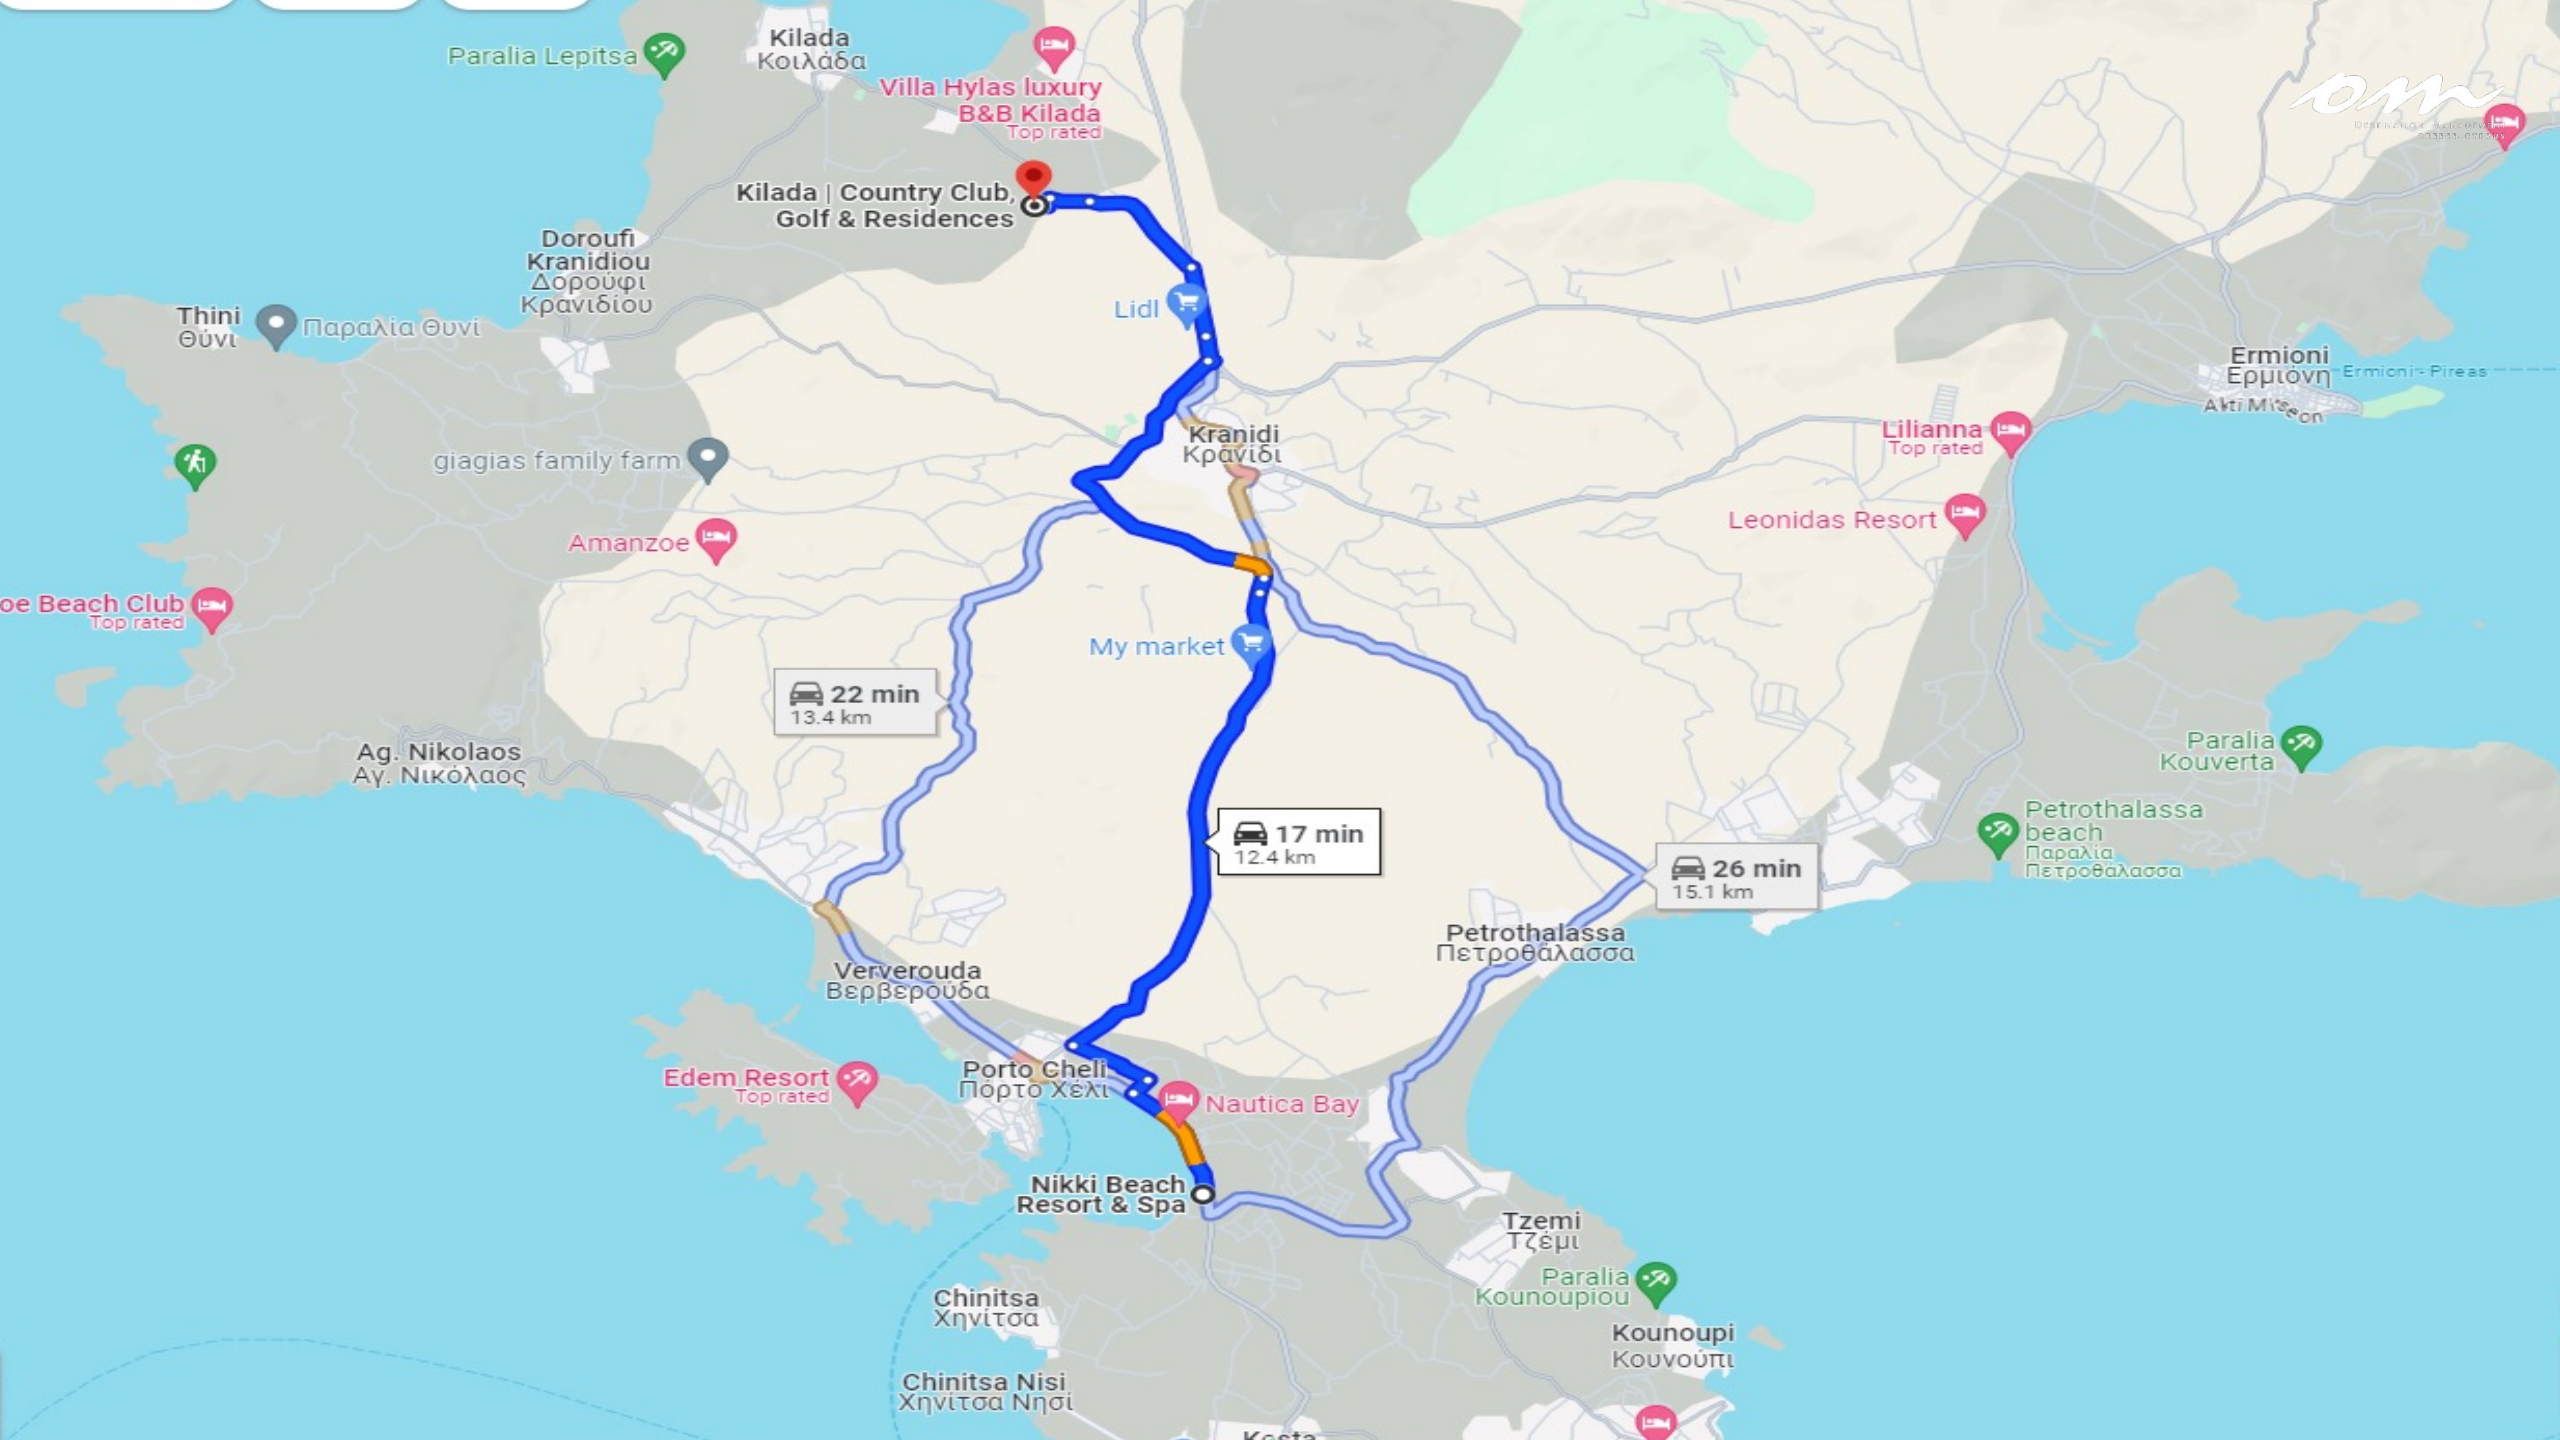 Kilada
Κοιλάδα
Paralia Lepitsa
Villa Hylas luxury
B&B Kilada
Top rated
om
Kilada | Country Club,
Golf & Residences
Doroufi
Kranidiou
Δορούφι
Κρανιδίου
Thini
Θύνι
Παραλία Θυνί
Lidl
Ermioni
Ερμιόνη
Ermioni - Pireas
Kranidi
Κρανίδι
Lilianna
Top rated
giagias family farm
Leonidas Resort
Amanzoe
oe Beach Club
Top rated
My market
22 min
13.4 km
Ag. Nikolaos
Αγ. Νικόλαος
Paralia
Kouverta
17 min
12.4 km
Petrothalassa
beach
Παραλία
Πετροθάλασσα
26 min
15.1 km
Petrothalassa
Πετροθάλασσα
Ververouda
Βερβερούδα
Edem Resort
Top rated
Porto Cheli
Πόρτο Χέλι
Nautica Bay
Nikki Beach
Resort & Spa
Tzemi
Τζέμι
Paralia
Kounoupiou
Chinitsa
Χηνίτσα
Kounoupi
Κουνούπι
Chinitsa Nisi
Χηνίτσα Νησί